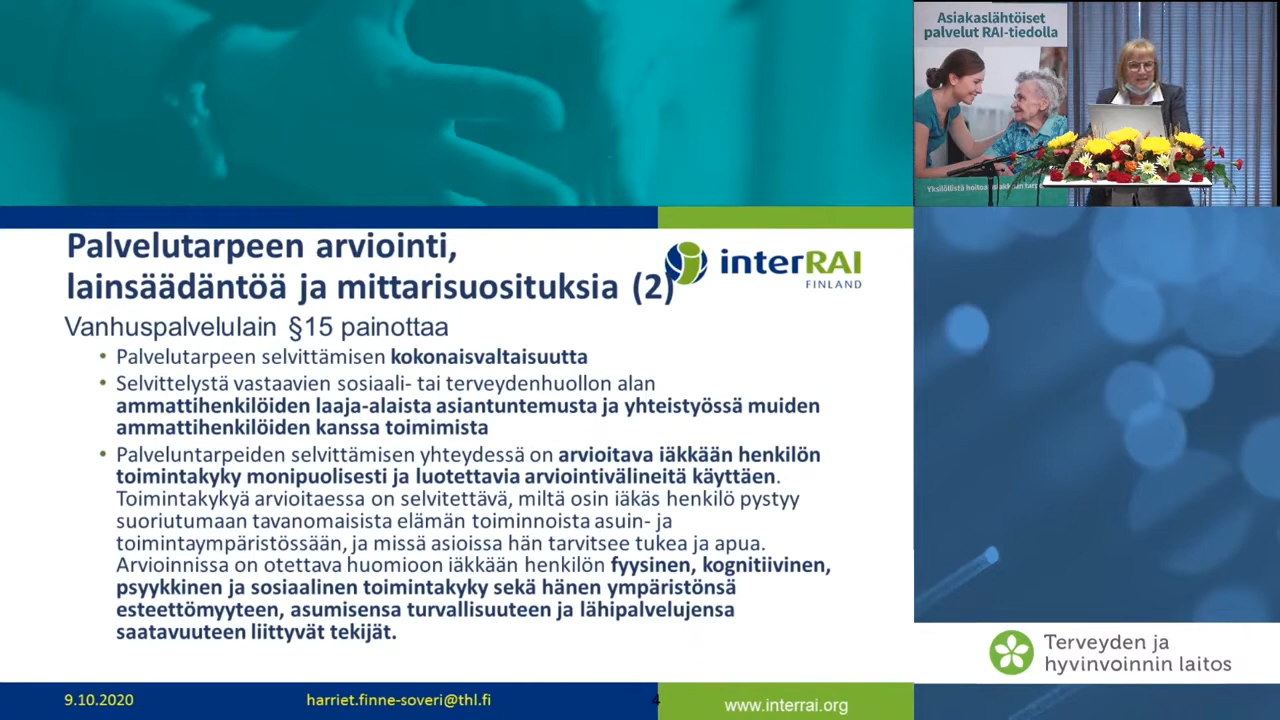 Asiakaslähtöiset
palvelut RAI-tiedolla
Yksilöllistä
Palvelutarpeen arviointi,
lainsäädäntöä ja mittarisuosituksia (2)
interRAI
FINLAND
Vanhuspalvelulain §15 painottaa
• Palvelutarpeen selvittämisen kokonaisvaltaisuutta
• Selvittelystä vastaavien sosiaali- tai terveydenhuollon alan
ammattihenkilöiden laaja-alaista asiantuntemusta ja yhteistyössä muiden
ammattihenkilöiden kanssa toimimista
• Palveluntarpeiden selvittämisen yhteydessä on arvioitava iäkkään henkilön
toimintakyky monipuolisesti ja luotettavia arviointivälineitä käyttäen.
Toimintakykyä arvioitaessa on selvitettävä, miltä osin iäkäs henkilö pystyy
suoriutumaan tavanomaisista elämän toiminnoista asuin- ja
toimintaympäristössään, ja missä asioissa hän tarvitsee tukea ja apua.
Arvioinnissa on otettava huomioon iäkkään henkilön fyysinen, kognitiivinen,
psyykkinen ja sosiaalinen toimintakyky sekä hänen ympäristönsä
esteettömyyteen, asumisensa turvallisuuteen ja lähipalvelujensa
saatavuuteen liittyvät tekijät.
Terveyden ja
hyvinvoinnin laitos
9.10.2020
harriet.finne-soveri@thl.fi
4
www.interrai.org